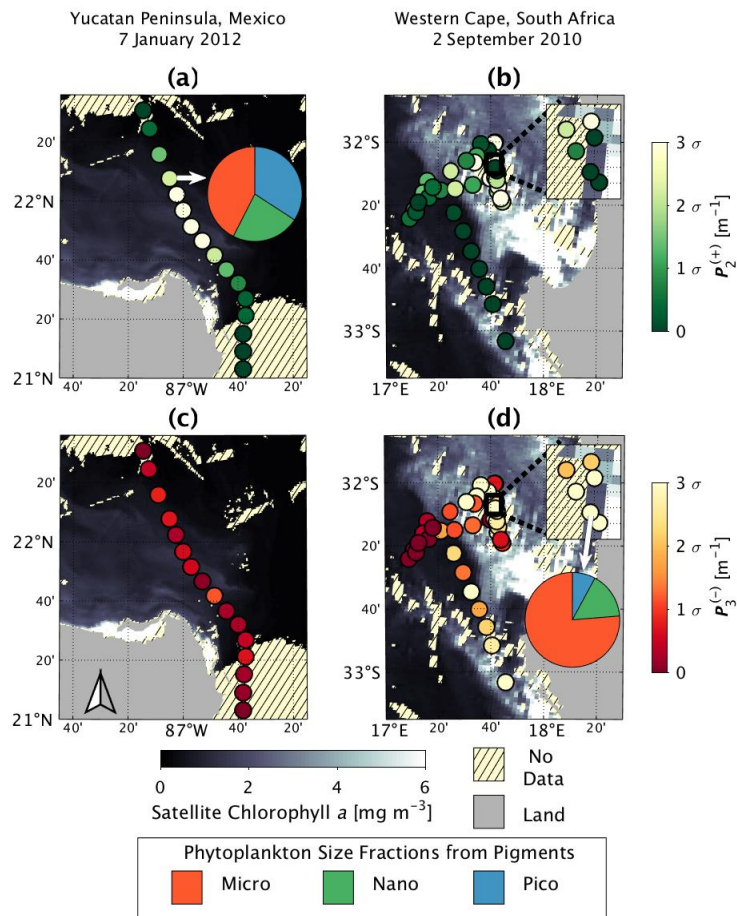 Yucatan Peninsula, Mexico
7 January 2012
Western Cape, South Africa
2 September 2010
(a)
(b)
20'
22°N
40'
20'
21°N
40'
20'
87°W
20'
32°S
20'
40'
33°S
17°E
20'
40'
18°E
20'
3 σ
2 σ
1 σ
0
P₂⁽⁺⁾ [m⁻¹]
(c)
(d)
20'
22°N
40'
20'
21°N
40'
20'
87°W
20'
32°S
20'
40'
33°S
17°E
20'
40'
18°E
20'
3 σ
2 σ
1 σ
0
P₃⁽⁻⁾ [m⁻¹]
0
2
4
6
Satellite Chlorophyll a [mg m⁻³]
No
Data
Land
Phytoplankton Size Fractions from Pigments
Micro
Nano
Pico